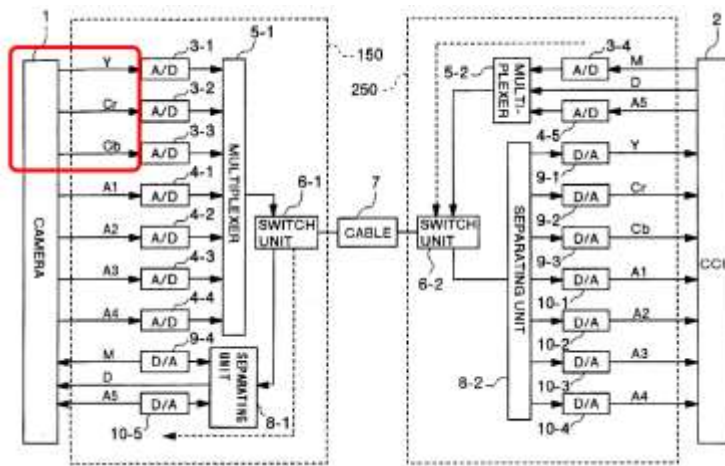 1
Y
3-1
A/D
5-1
150
250
2
Cr
3-2
A/D
Cb
3-3
A/D
A1
4-1
A/D
A2
4-2
A/D
A3
4-3
A/D
A4
4-4
A/D
CAMERA
MULTIPLEXER
6-1
SWITCH
UNIT
7
CABLE
SWITCH
UNIT
6-2
M
9-4
D/A
D
A5
D/A
10-5
SEPARATING
UNIT
8-1
5-2
MULTI-
PLEXER
3-4
A/D
M
D
A/D
A5
4-5
D/A
Y
9-1
D/A
Cr
9-2
D/A
Cb
9-3
D/A
A1
10-1
D/A
A2
10-2
D/A
A3
10-3
D/A
A4
10-4
SEPARATING UNIT
8-2